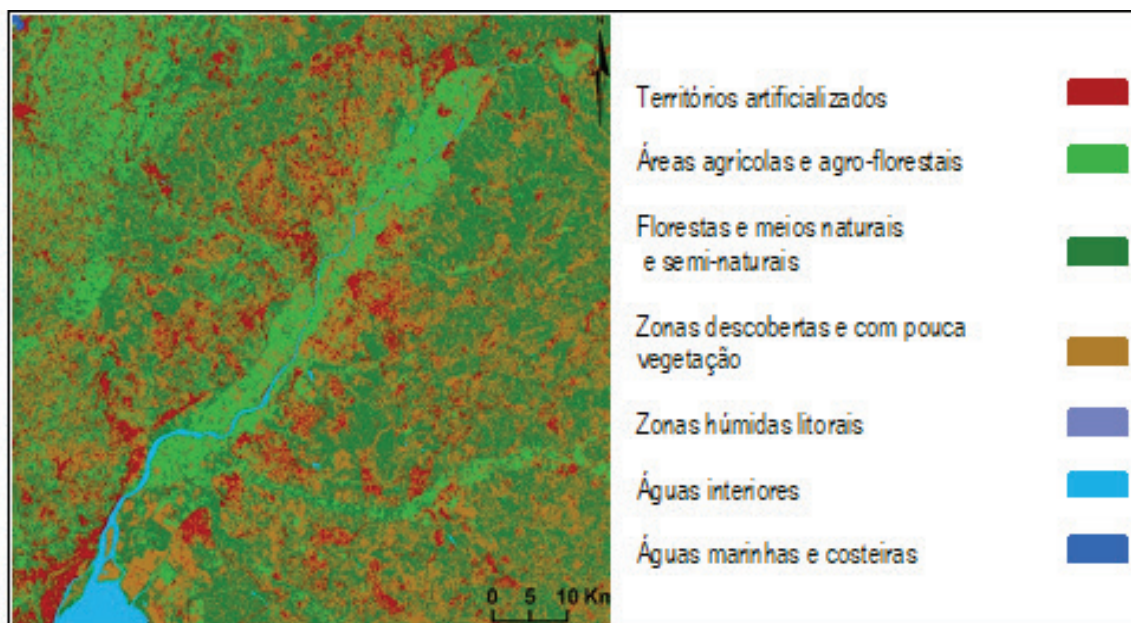 Territórios artificializados
Áreas agrícolas e agro-florestais
Florestas e meios naturais
e semi-naturais
Zonas descobertas e com pouca
vegetação
Zonas húmidas litorais
Águas interiores
Águas marinhas e costeiras
0 5 10 Km